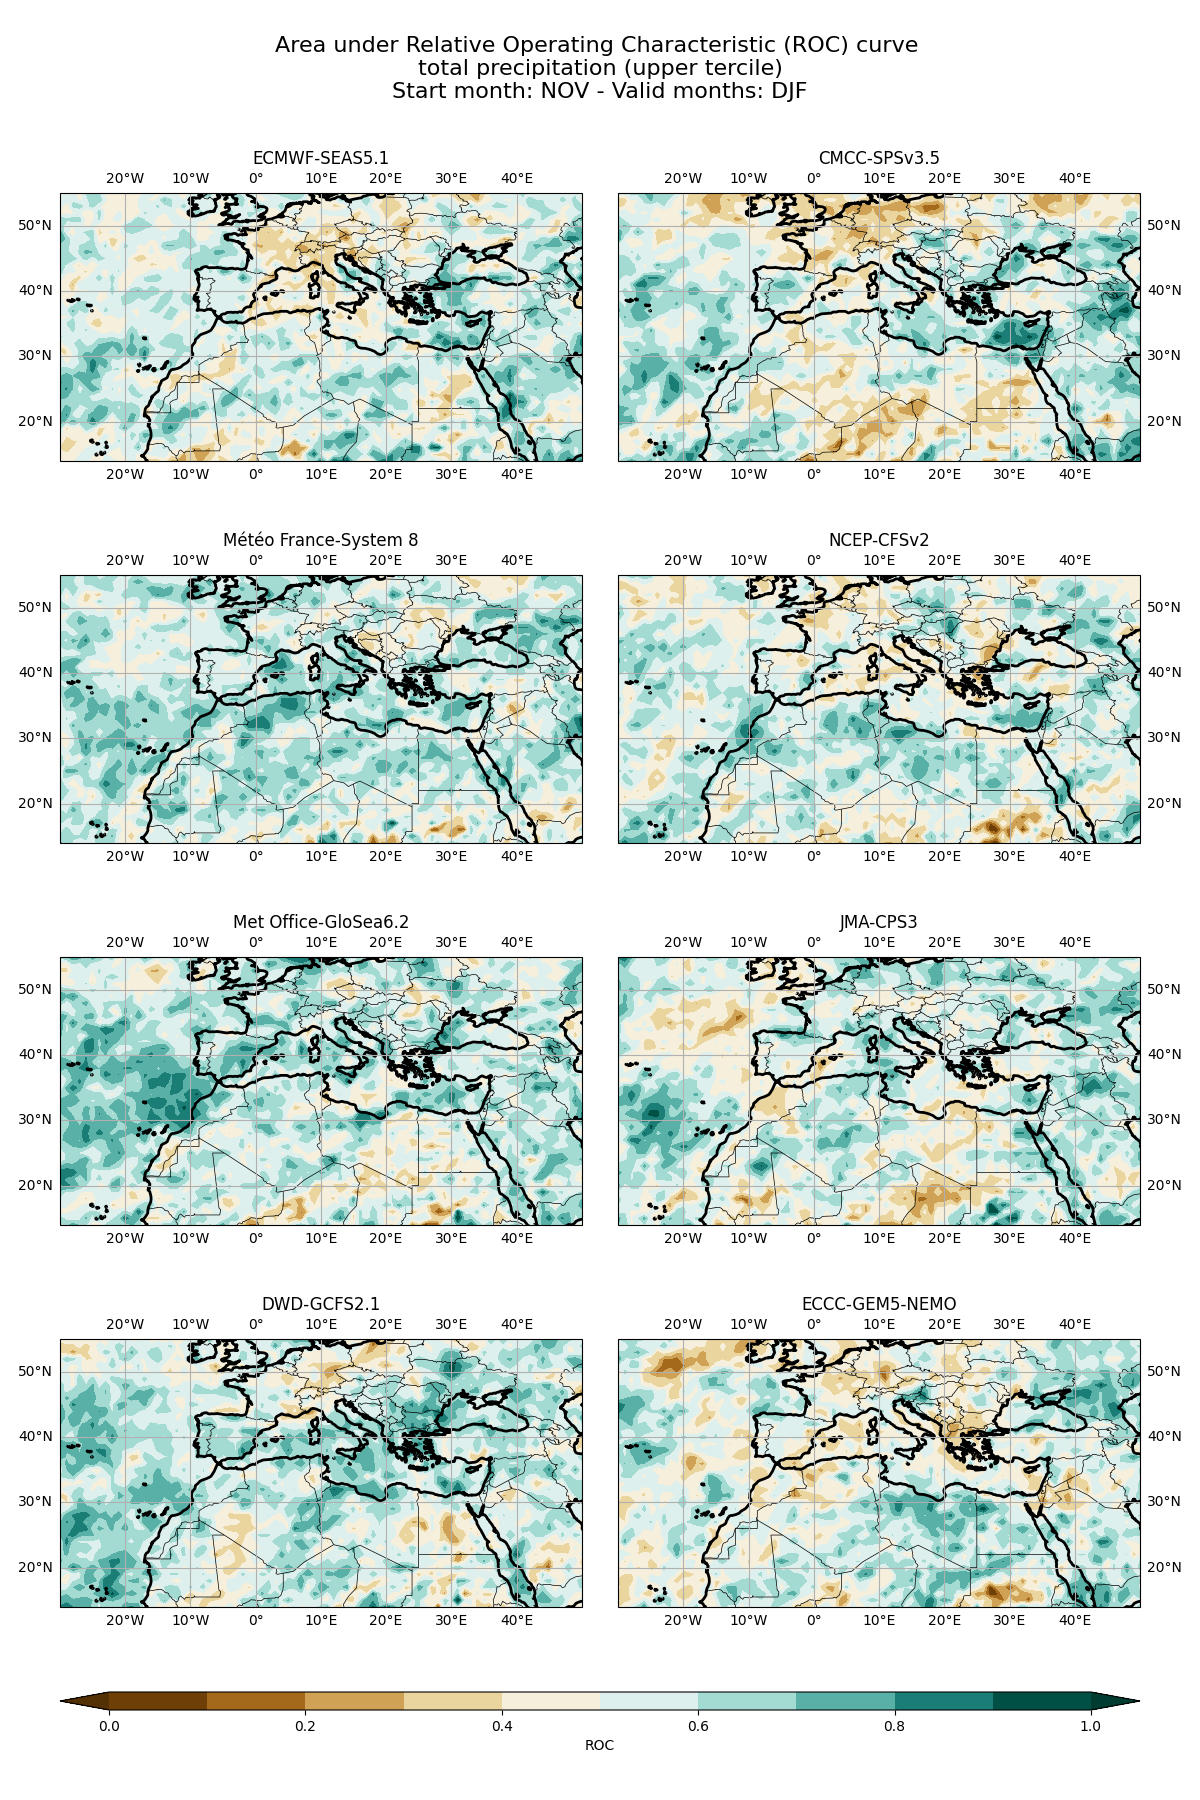 Area under Relative Operating Characteristic (ROC) curve
total precipitation (upper tercile)
Start month: NOV - Valid months: DJF
ECMWF-SEAS5.1
20°W 10°W 0° 10°E 20°E 30°E 40°E
50°N
40°N
30°N
20°N
20°W 10°W 0° 10°E 20°E 30°E 40°E
CMCC-SPSv3.5
20°W 10°W 0° 10°E 20°E 30°E 40°E
50°N
40°N
30°N
20°N
20°W 10°W 0° 10°E 20°E 30°E 40°E
Météo France-System 8
20°W 10°W 0° 10°E 20°E 30°E 40°E
50°N
40°N
30°N
20°N
20°W 10°W 0° 10°E 20°E 30°E 40°E
NCEP-CFSv2
20°W 10°W 0° 10°E 20°E 30°E 40°E
50°N
40°N
30°N
20°N
20°W 10°W 0° 10°E 20°E 30°E 40°E
Met Office-GloSea6.2
20°W 10°W 0° 10°E 20°E 30°E 40°E
50°N
40°N
30°N
20°N
20°W 10°W 0° 10°E 20°E 30°E 40°E
JMA-CPS3
20°W 10°W 0° 10°E 20°E 30°E 40°E
50°N
40°N
30°N
20°N
20°W 10°W 0° 10°E 20°E 30°E 40°E
DWD-GCFS2.1
20°W 10°W 0° 10°E 20°E 30°E 40°E
50°N
40°N
30°N
20°N
20°W 10°W 0° 10°E 20°E 30°E 40°E
ECCC-GEM5-NEMO
20°W 10°W 0° 10°E 20°E 30°E 40°E
50°N
40°N
30°N
20°N
20°W 10°W 0° 10°E 20°E 30°E 40°E
0.0 0.2 0.4 0.6 0.8 1.0
ROC